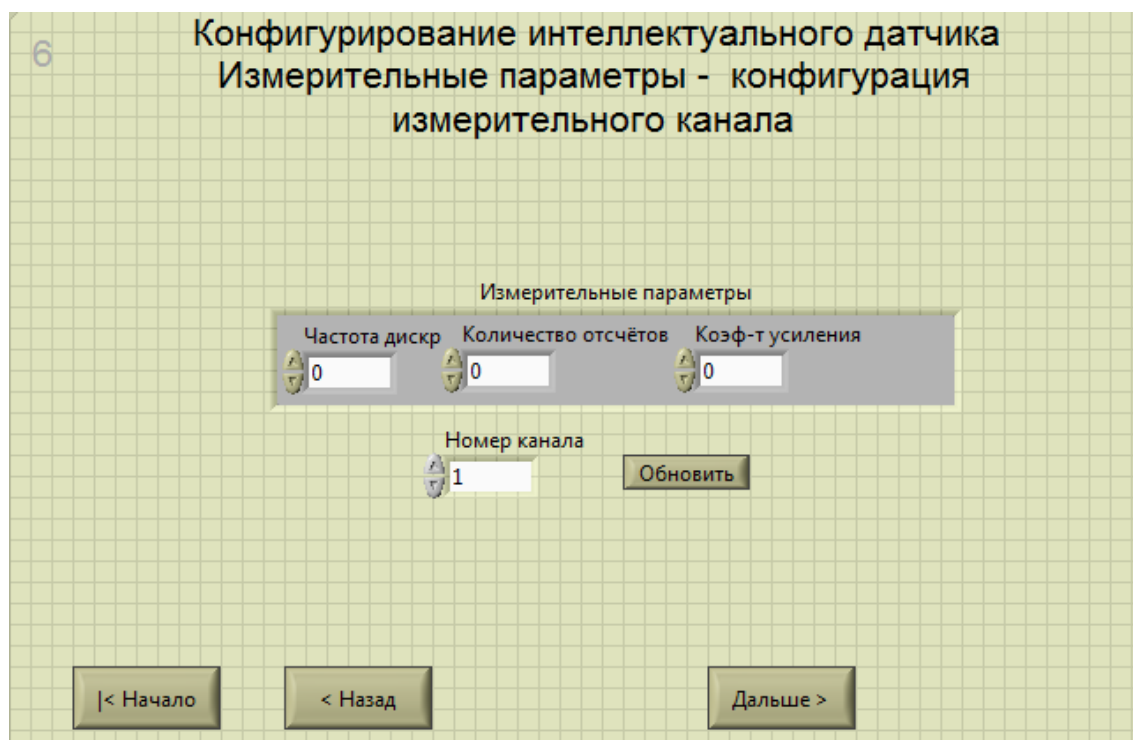 6
Конфигурирование интеллектуального датчика
Измерительные параметры - конфигурация
измерительного канала
Измерительные параметры
Частота дискр Количество отсчётов Коэф-т усиления
0 0 0
Номер канала
1 Обновить
|< Начало < Назад Дальше >